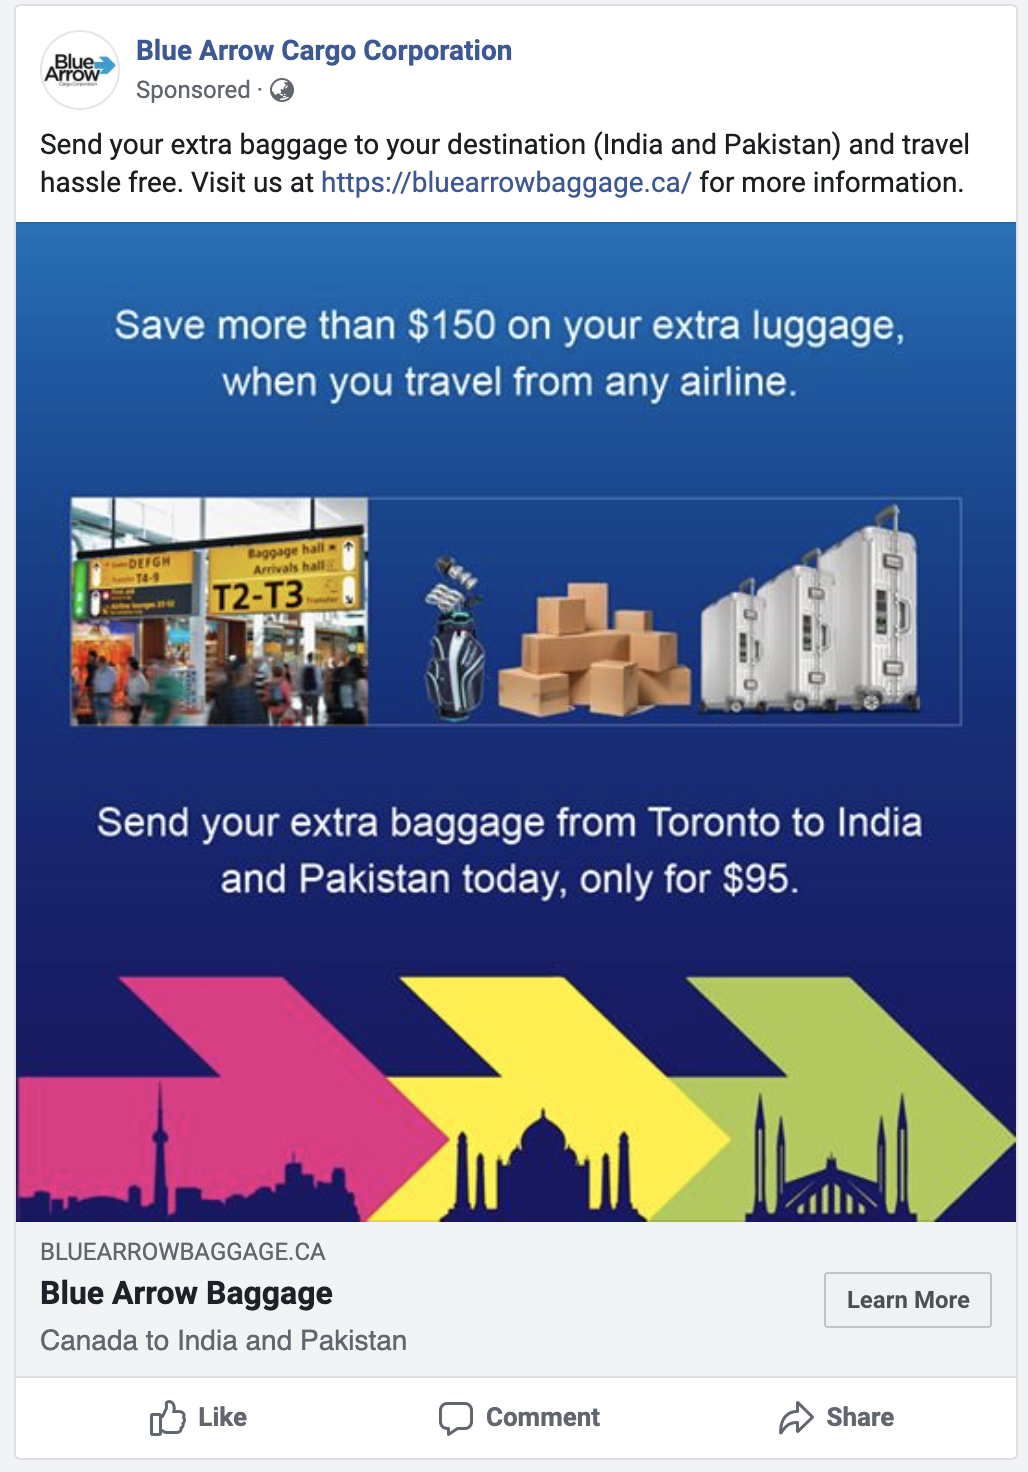 Blue
Arrow
Cargo Corporation
Blue Arrow Cargo Corporation
Sponsored ·
Send your extra baggage to your destination (India and Pakistan) and travel
hassle free. Visit us at https://bluearrowbaggage.ca/ for more information.
Save more than $150 on your extra luggage,
when you travel from any airline.
DEFGH
T4-9
Baggage hall
Arrivals hall
T2-T3
Send your extra baggage from Toronto to India
and Pakistan today, only for $95.
BLUEARROWBAGGAGE.CA
Blue Arrow Baggage
Canada to India and Pakistan
Learn More
Like
Comment
Share